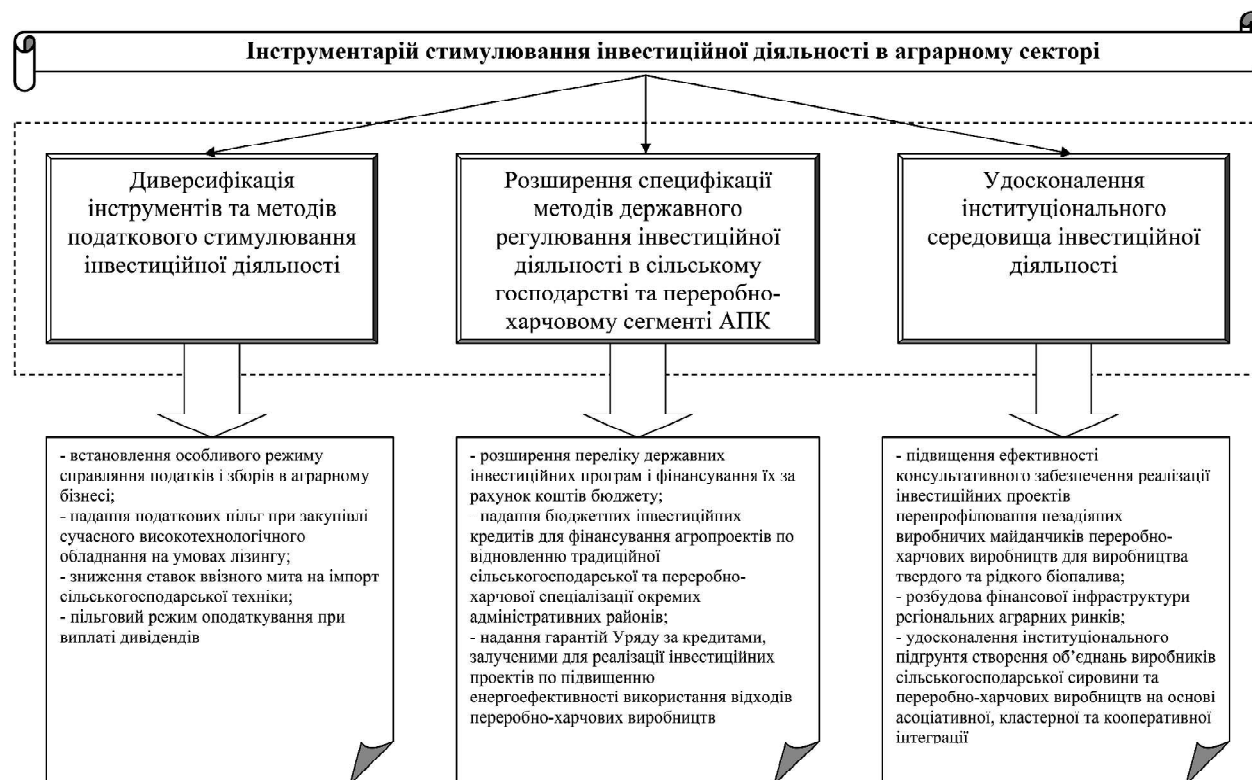 Інструментарій стимулювання інвестиційної діяльності в аграрному секторі
Диверсифікація
інструментів та методів
податкового стимулювання
інвестиційної діяльності
Розширення специфікації
методів державного
регулювання інвестиційної
діяльності в сільському
господарстві та переробно-
харчовому сегменті АПК
Удосконалення
інституціонального
середовища інвестиційної
діяльності
- встановлення особливого режиму
справляння податків і зборів в аграрному
бізнесі;
- надання податкових пільг при закупівлі
сучасного високотехнологічного
обладнання на умовах лізингу;
- зниження ставок ввізного мита на імпорт
сільськогосподарської техніки;
- пільговий режим оподаткування при
виплаті дивідендів
- розширення переліку державних
інвестиційних програм і фінансування їх за
рахунок коштів бюджету;
- надання бюджетних інвестиційних
кредитів для фінансування агропроектів по
відновленню традиційної
сільськогосподарської та переробно-
харчової спеціалізації окремих
адміністративних районів;
- надання гарантій Уряду за кредитами,
залученими для реалізації інвестиційних
проектів по підвищенню
енергоефективності використання відходів
переробно-харчових виробництв
- підвищення ефективності
консультативного забезпечення реалізації
інвестиційних проектів
перепрофілювання незадіяних
виробничих майданчиків переробно-
харчових виробництв для виробництва
твердого та рідкого біопалива;
- розбудова фінансової інфраструктури
регіональних аграрних ринків;
- удосконалення інституціонального
підґрунтя створення об’єднань виробників
сільськогосподарської сировини та
переробно-харчових виробництв на основі
асоціативної, кластерної та кооперативної
інтеграції